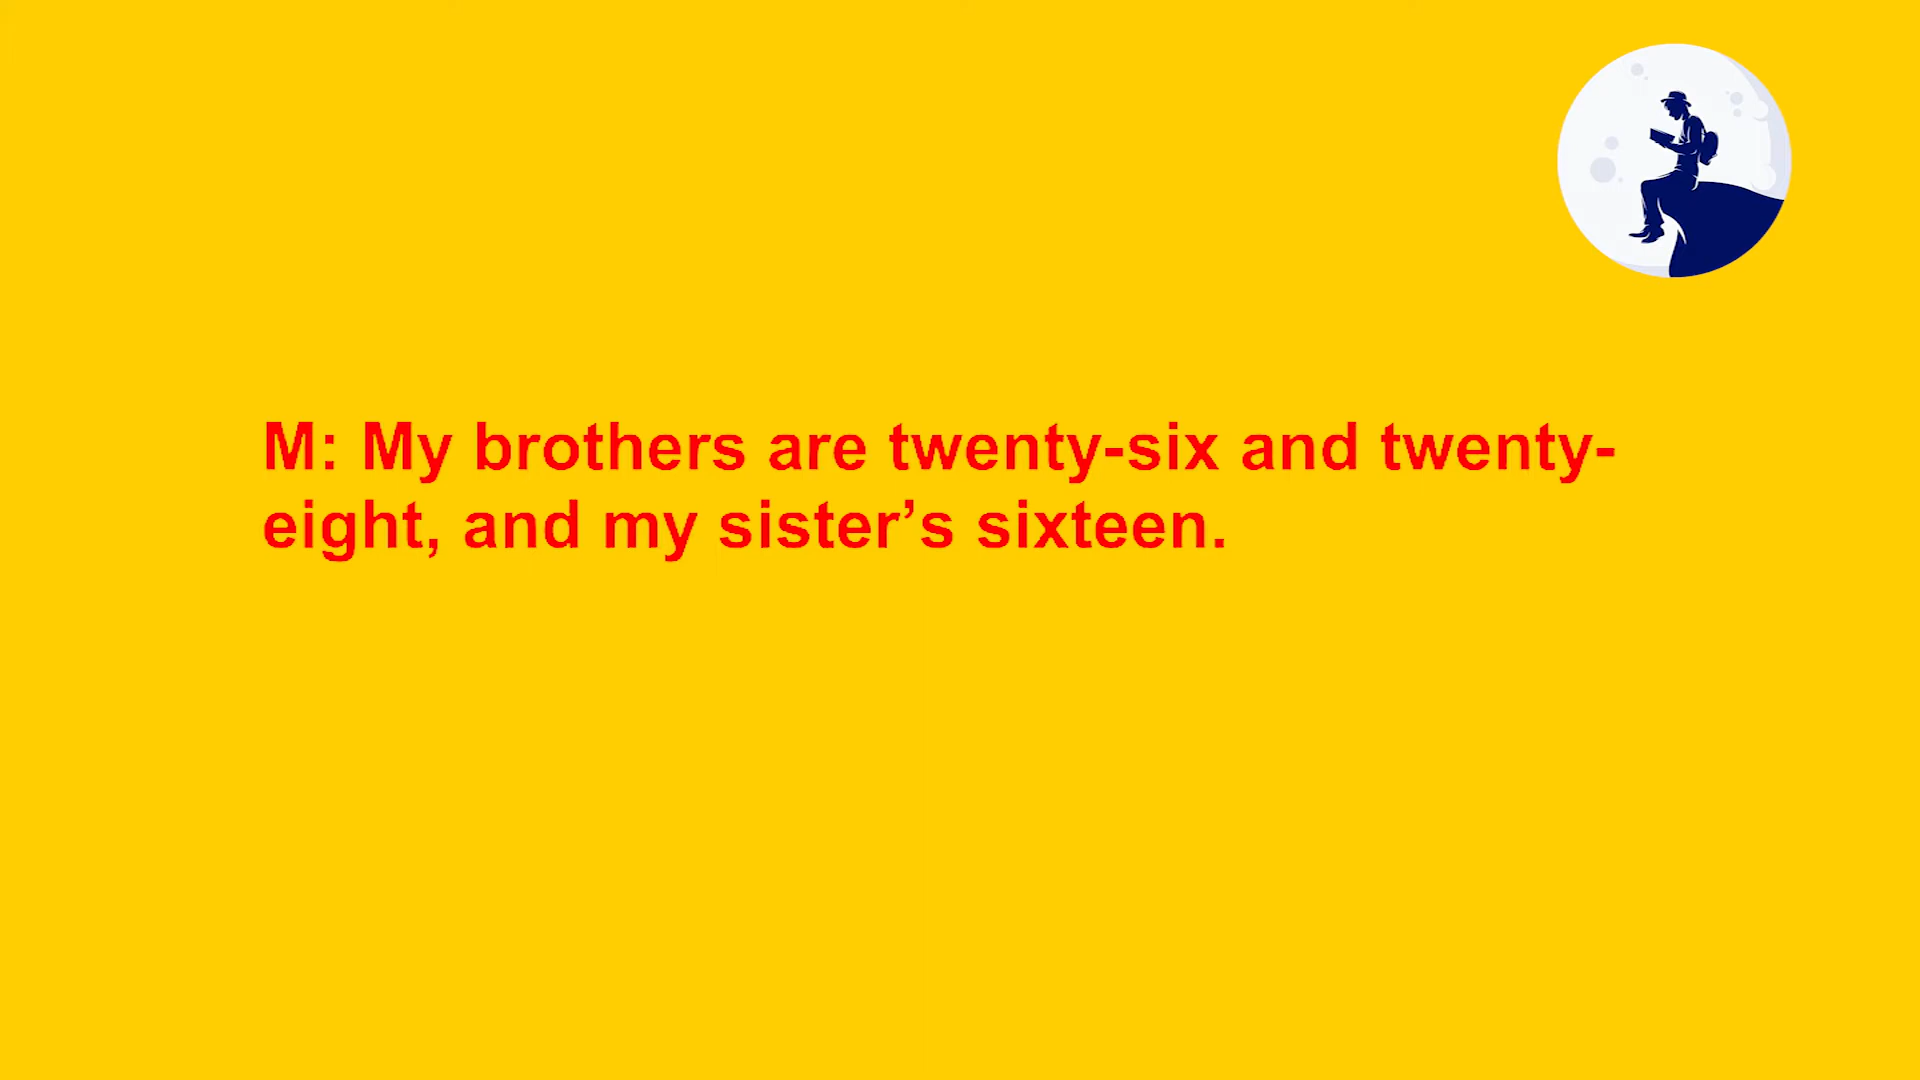 M: My brothers are twenty-six and twenty-
eight, and my sister’s sixteen.